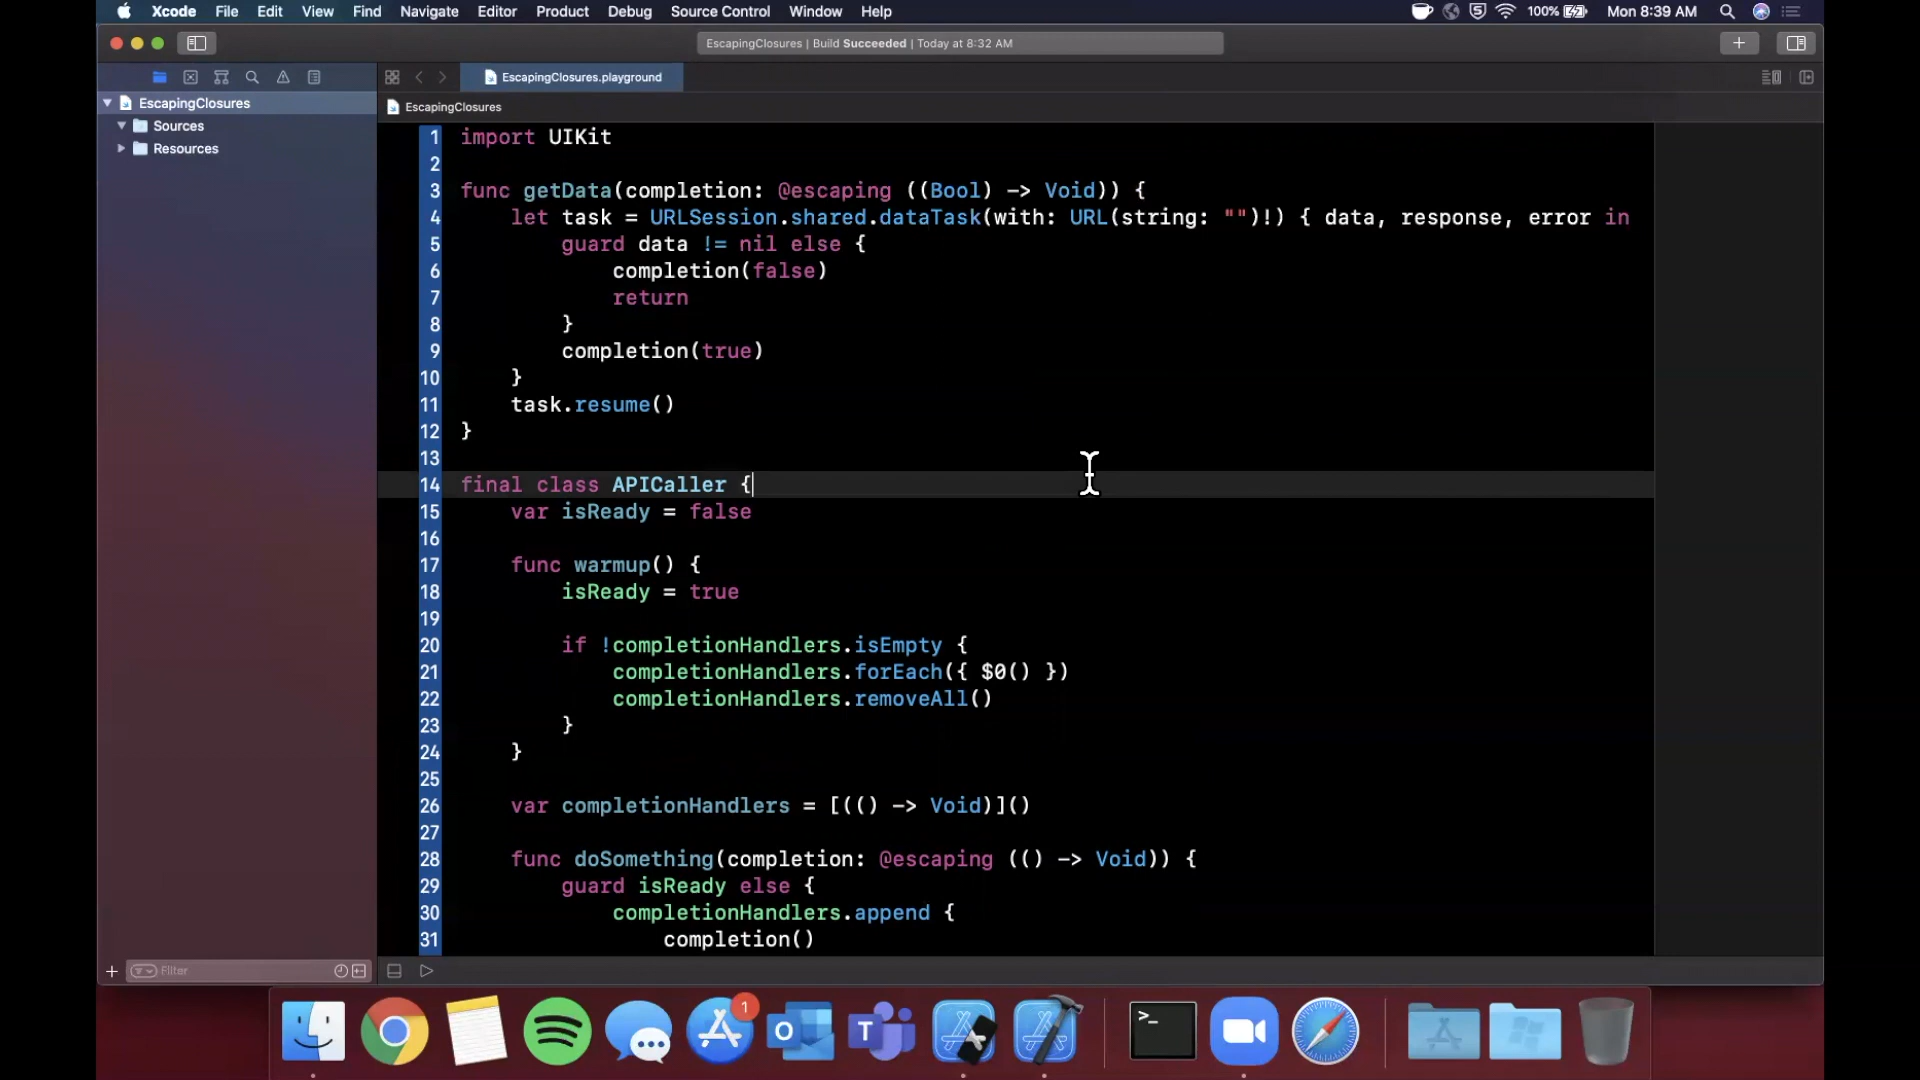 Xcode File Edit View Find Navigate Editor Product Debug Source Control Window Help 100% Mon 8:39 AM
EscapingClosures | Build Succeeded | Today at 8:32 AM
EscapingClosures.playground
EscapingClosures
EscapingClosures
Sources
Resources
1 import UIKit
2
3 func getData(completion: @escaping ((Bool) -> Void)) {
4     let task = URLSession.shared.dataTask(with: URL(string: "")!) { data, response, error in
5         guard data != nil else {
6             completion(false)
7             return
8         }
9         completion(true)
10     }
11     task.resume()
12 }
13
14 final class APICaller {
15     var isReady = false
16
17     func warmup() {
18         isReady = true
19
20         if !completionHandlers.isEmpty {
21             completionHandlers.forEach({ $0() })
22             completionHandlers.removeAll()
23         }
24     }
25
26     var completionHandlers = [(() -> Void)]()
27
28     func doSomething(completion: @escaping (() -> Void)) {
29         guard isReady else {
30             completionHandlers.append {
31                 completion()
Filter
1